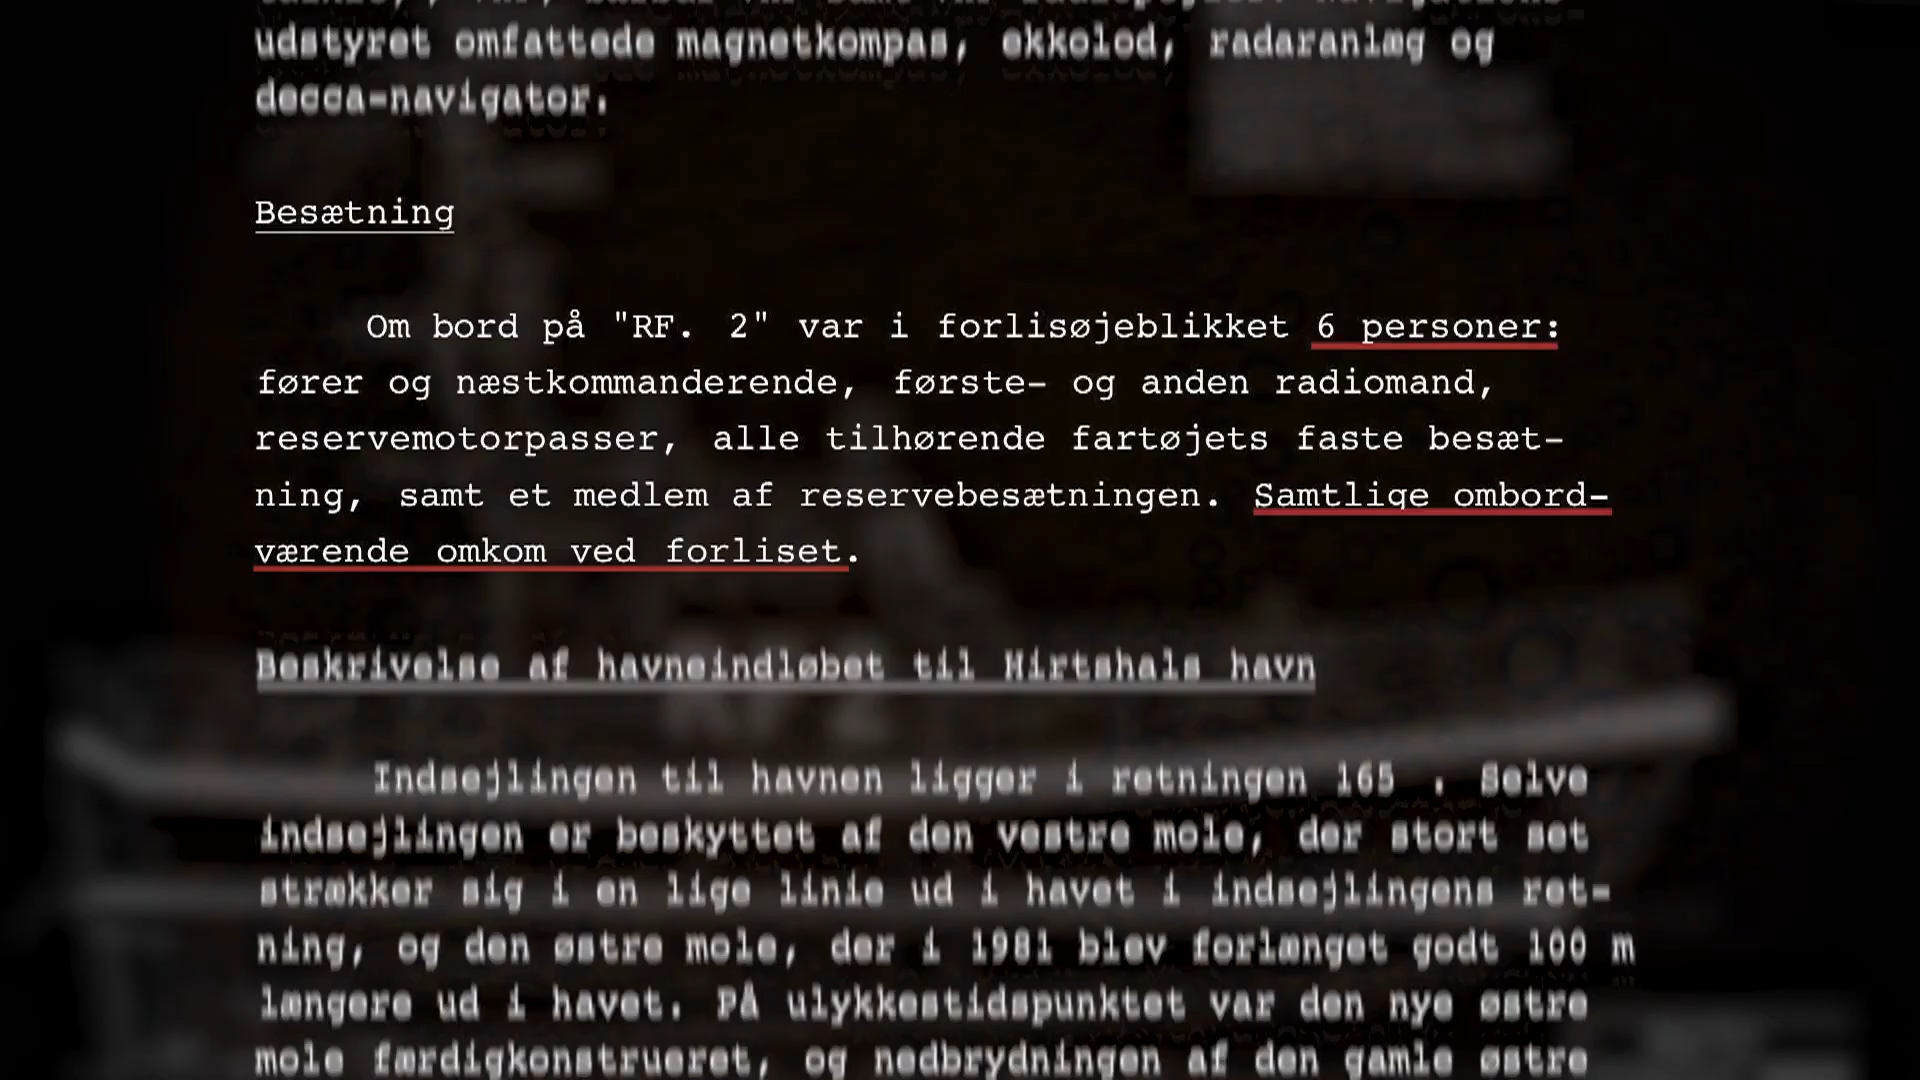 udstyret omfattede magnetkompas, ekkolod, radaranlæg og
decca-navigator.
Besætning
Om bord på "RF. 2" var i forlisøjeblikket 6 personer:
fører og næstkommanderende, første- og anden radiomand,
reservemotorpasser, alle tilhørende fartøjets faste besæt-
ning, samt et medlem af reservebesætningen. Samtlige ombord-
værende omkom ved forliset.
Beskrivelse af havneindløbet til Hirtshals havn
Indsejlingen til havnen ligger i retningen 165 . Selve
indsejlingen er beskyttet af den vestre mole, der stort set
strækker sig i en lige linie ud i havet i indsejlingens ret-
ning, og den østre mole, der i 1981 blev forlænget godt 100 m
længere ud i havet. På ulykkestidspunktet var den nye østre
mole færdigkonstrueret, og nedbrydningen af den gamle østre